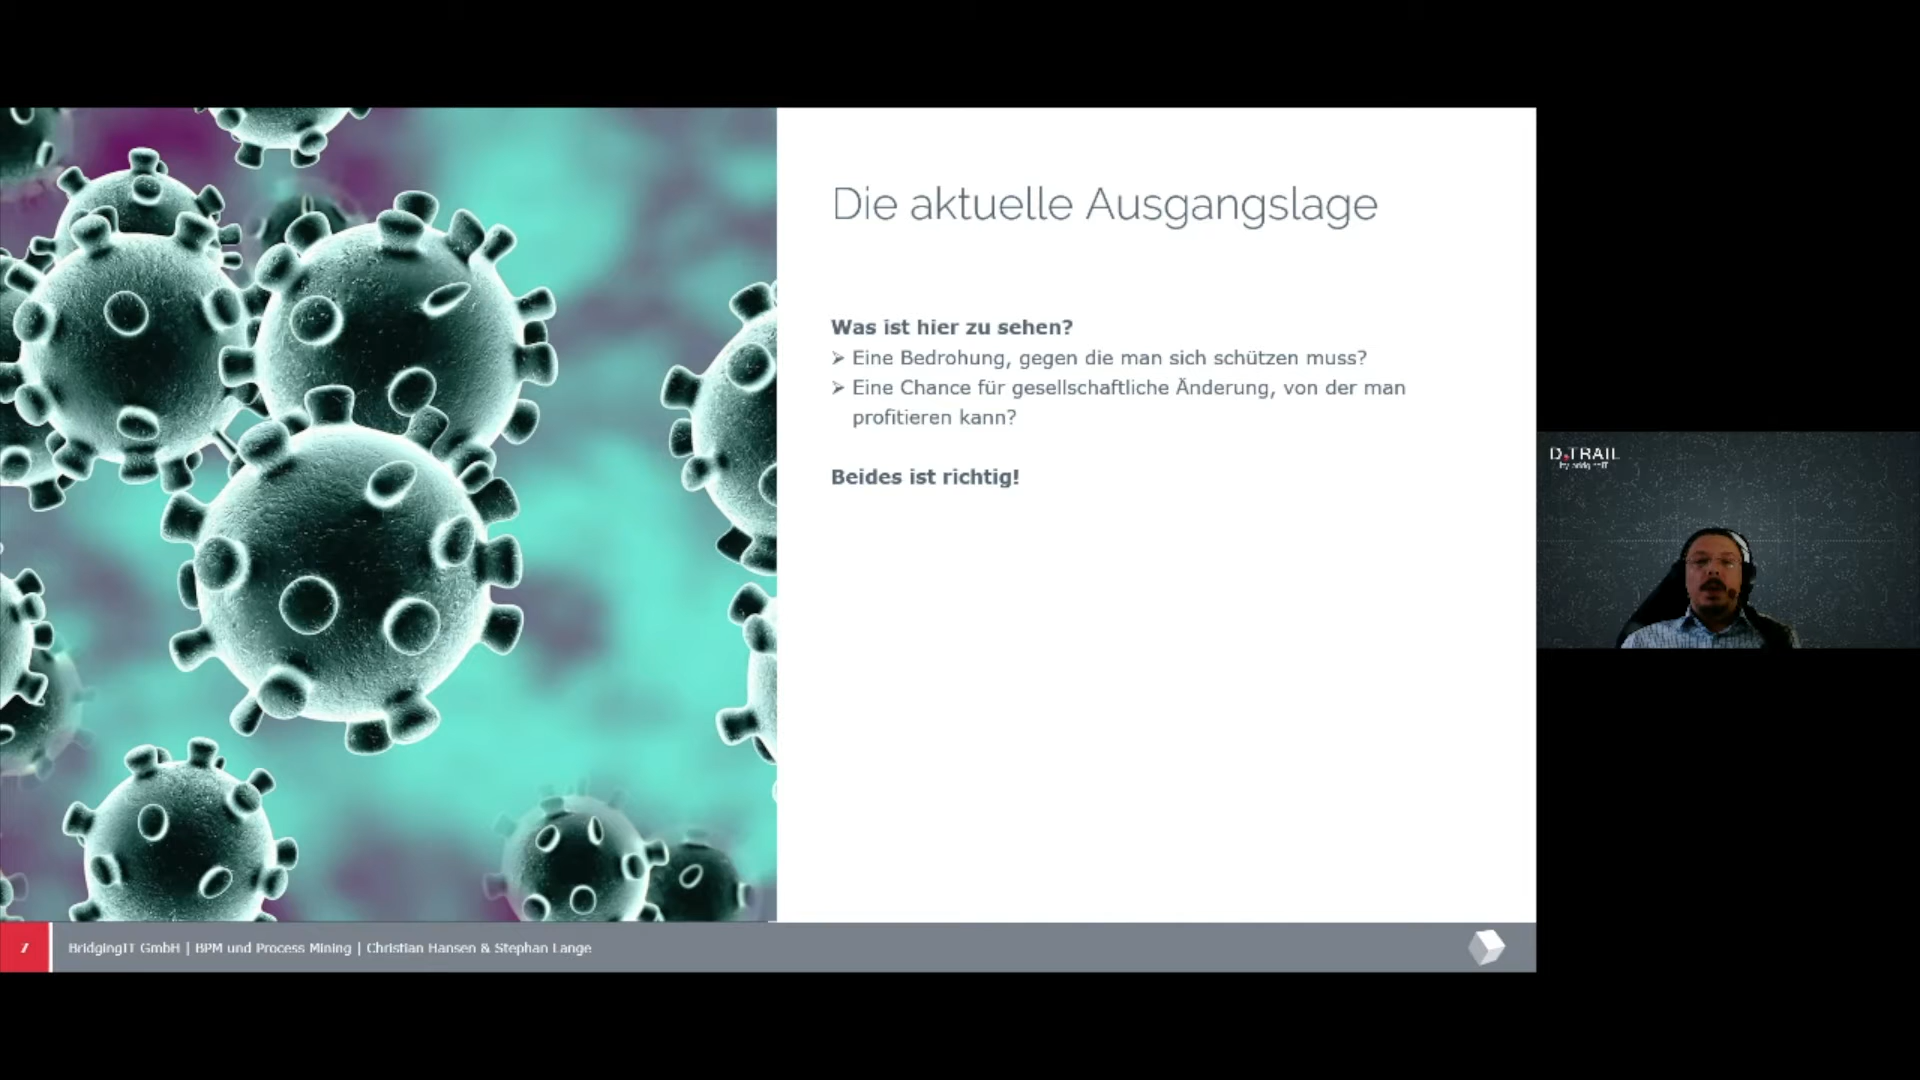 Die aktuelle Ausgangslage
Was ist hier zu sehen?
➢ Eine Bedrohung, gegen die man sich schützen muss?
➢ Eine Chance für gesellschaftliche Änderung, von der man
profitieren kann?
Beides ist richtig!
D.TRAIL
by bridgingIT
7
BridgingIT GmbH | BPM und Process Mining | Christian Hansen & Stephan Lange